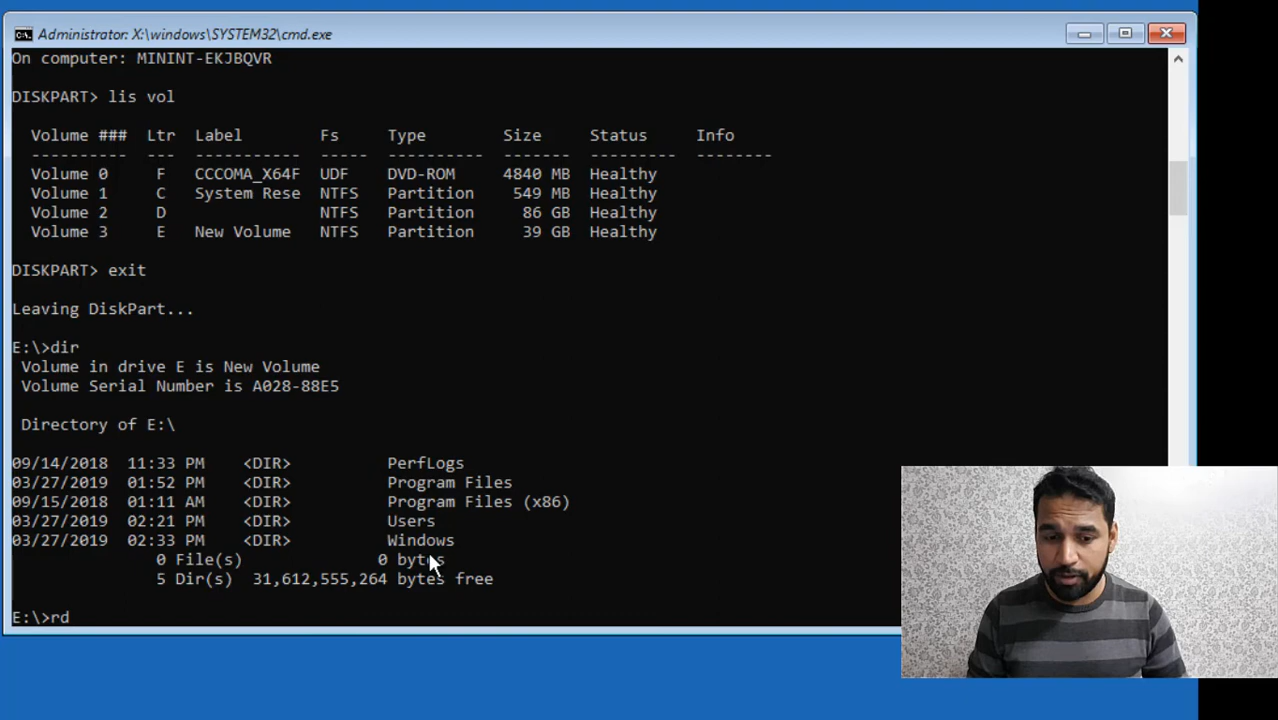 Administrator: X:\windows\SYSTEM32\cmd.exe
On computer: MININT-EKJBQVR
DISKPART> lis vol
Volume ### Ltr Label Fs Type Size Status Info
---------- --- ----------- ----- ---------- ------- --------- --------
Volume 0 F CCCOMA_X64F UDF DVD-ROM 4840 MB Healthy
Volume 1 C System Rese NTFS Partition 549 MB Healthy
Volume 2 D NTFS Partition 86 GB Healthy
Volume 3 E New Volume NTFS Partition 39 GB Healthy
DISKPART> exit
Leaving DiskPart...
E:\>dir
Volume in drive E is New Volume
Volume Serial Number is A028-88E5
Directory of E:\
09/14/2018 11:33 PM <DIR> PerfLogs
03/27/2019 01:52 PM <DIR> Program Files
09/15/2018 01:11 AM <DIR> Program Files (x86)
03/27/2019 02:21 PM <DIR> Users
03/27/2019 02:33 PM <DIR> Windows
0 File(s) 0 bytes
5 Dir(s) 31,612,555,264 bytes free
E:\>rd